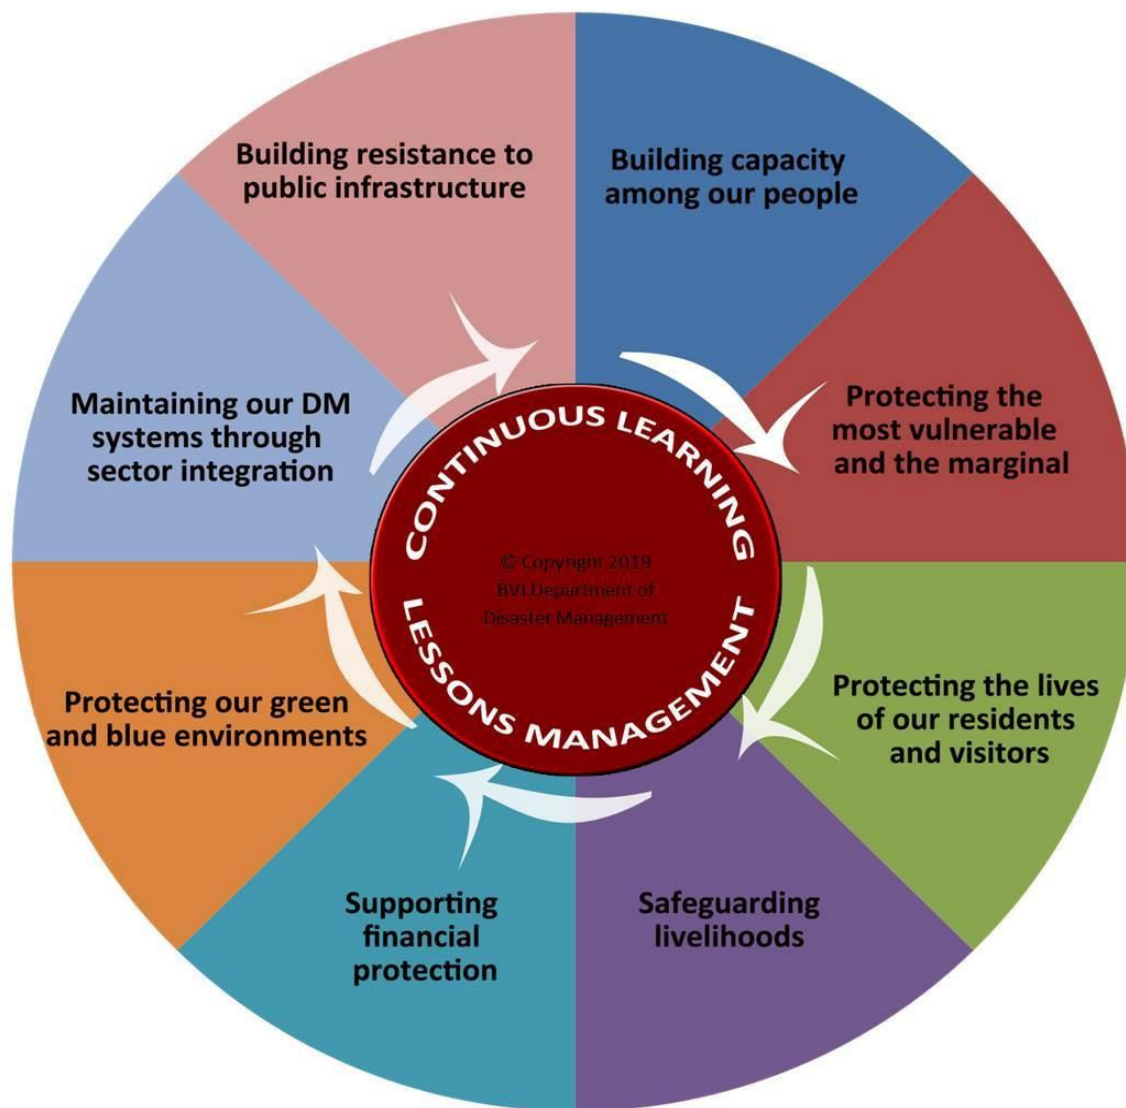 Building capacity
among our people
Protecting the
most vulnerable
and the marginal
Protecting the lives
of our residents
and visitors
Safeguarding
livelihoods
Supporting
financial
protection
Protecting our green
and blue environments
Maintaining our DM
systems through
sector integration
Building resistance to
public infrastructure
CONTINUOUS LEARNING
© Copyright 2019
BVI Department of
Disaster Management
LESSONS MANAGEMENT